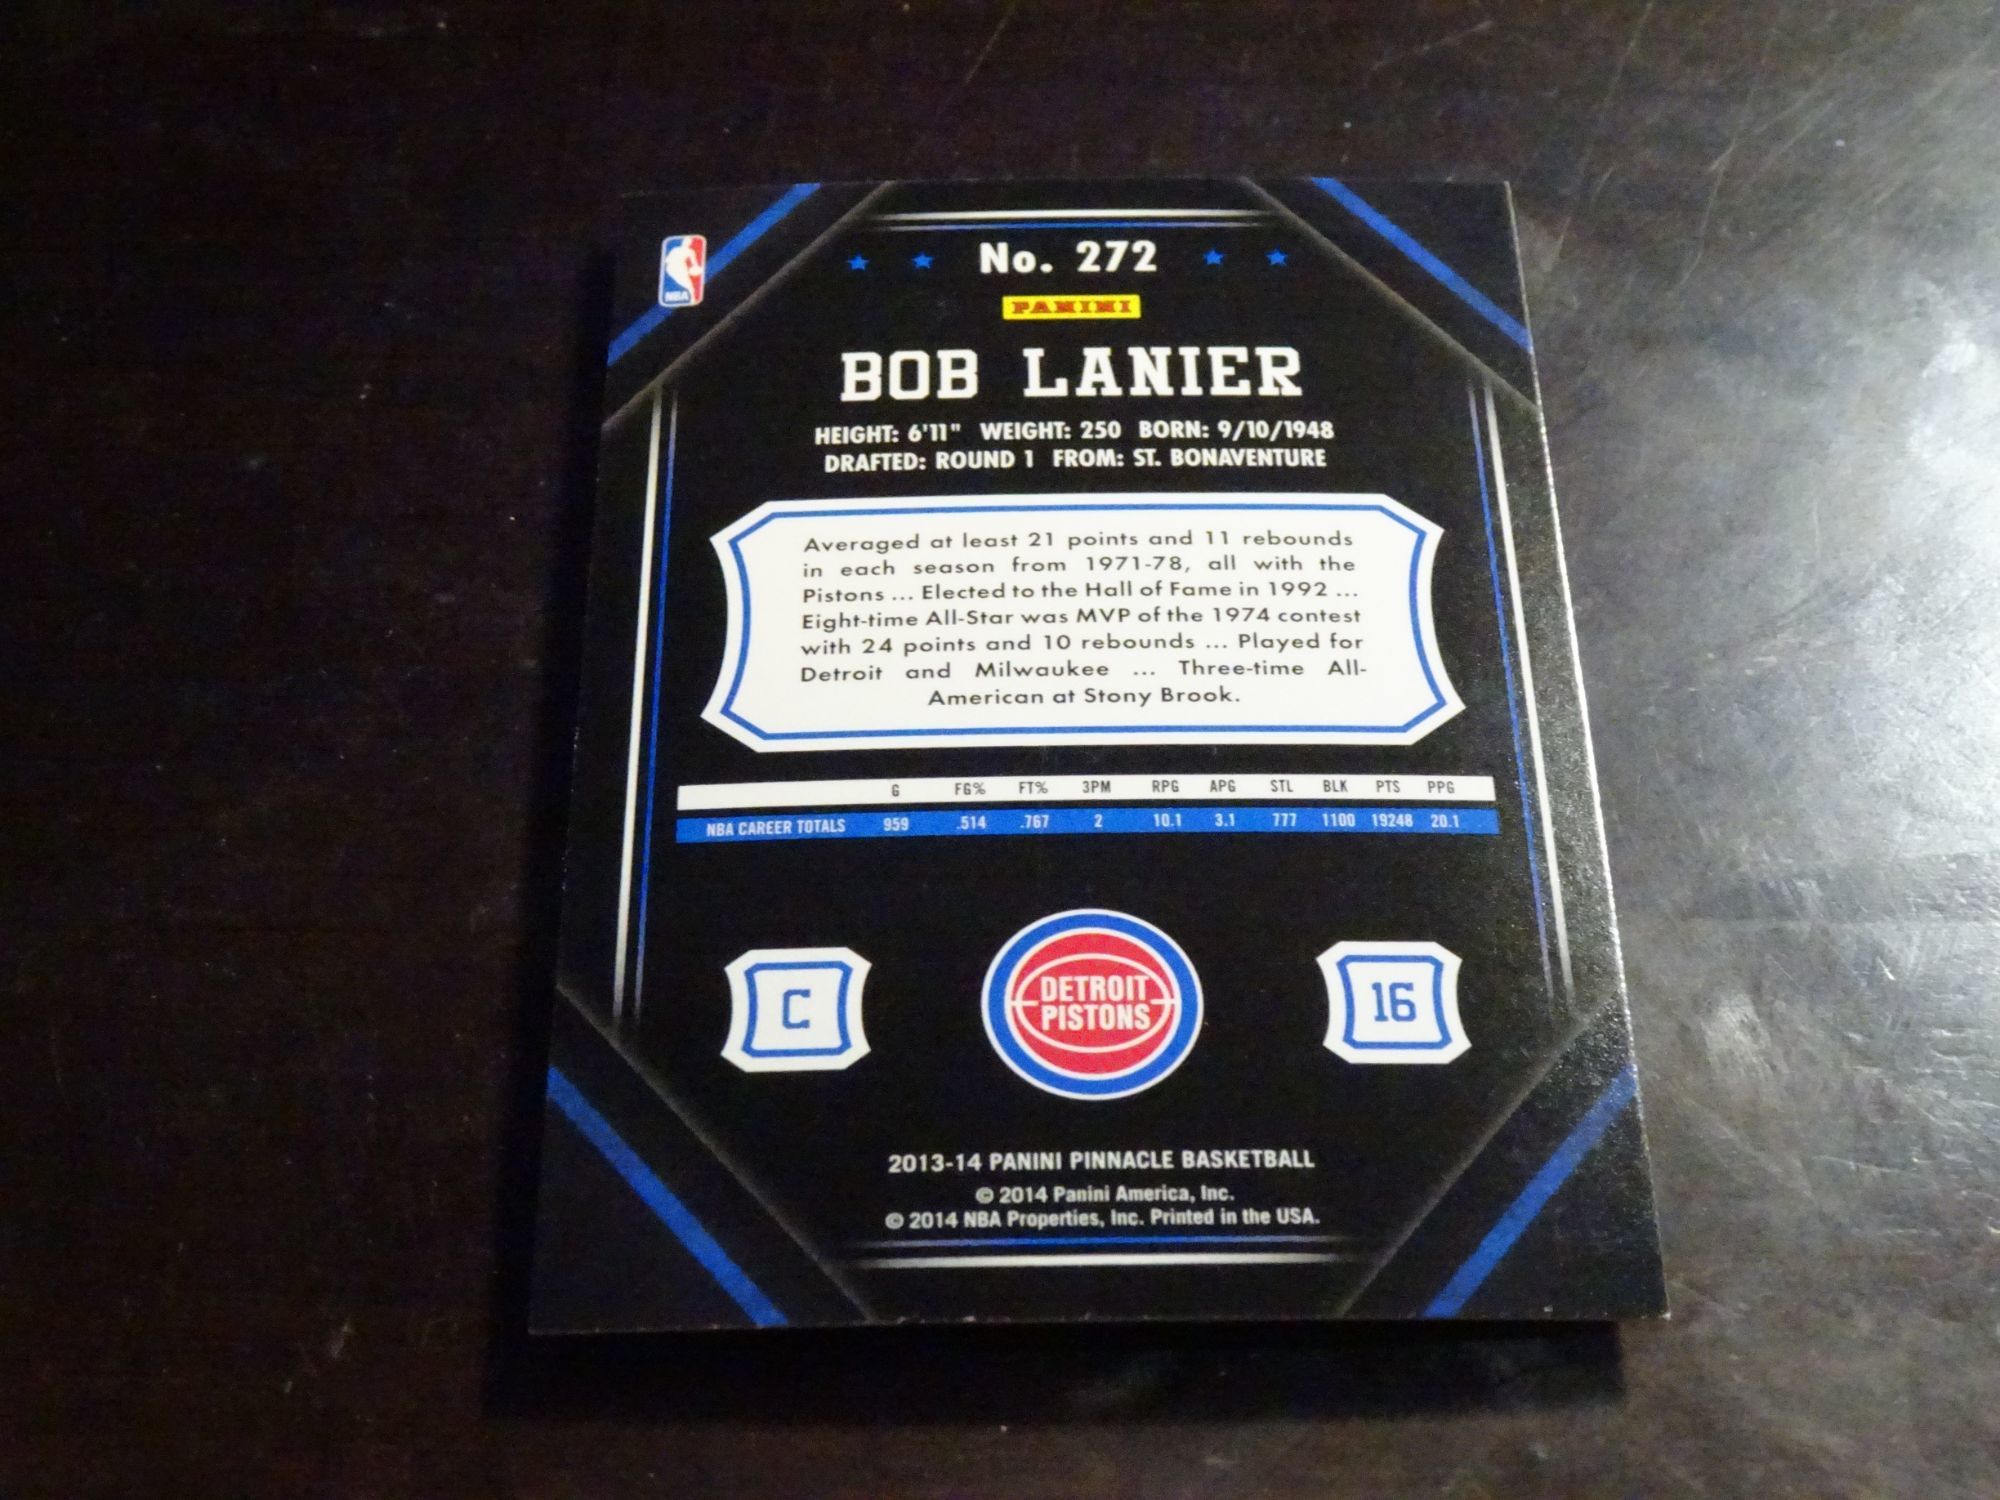 No. 272
NBA
PANINI
BOB LANIER
HEIGHT: 6'11" WEIGHT: 250 BORN: 9/10/1948
DRAFTED: ROUND 1 FROM: ST. BONAVENTURE
Averaged at least 21 points and 11 rebounds
in each season from 1971-78, all with the
Pistons ... Elected to the Hall of Fame in 1992 ...
Eight-time All-Star was MVP of the 1974 contest
with 24 points and 10 rebounds ... Played for
Detroit and Milwaukee ... Three-time All-
American at Stony Brook.
G FG% FT% 3PM RPG APG STL BLK PTS PPG
NBA CAREER TOTALS 959 .514 .767 2 10.1 3.1 777 1100 19248 20.1
C
DETROIT
PISTONS
16
2013-14 PANINI PINNACLE BASKETBALL
© 2014 Panini America, Inc.
© 2014 NBA Properties, Inc. Printed in the USA.